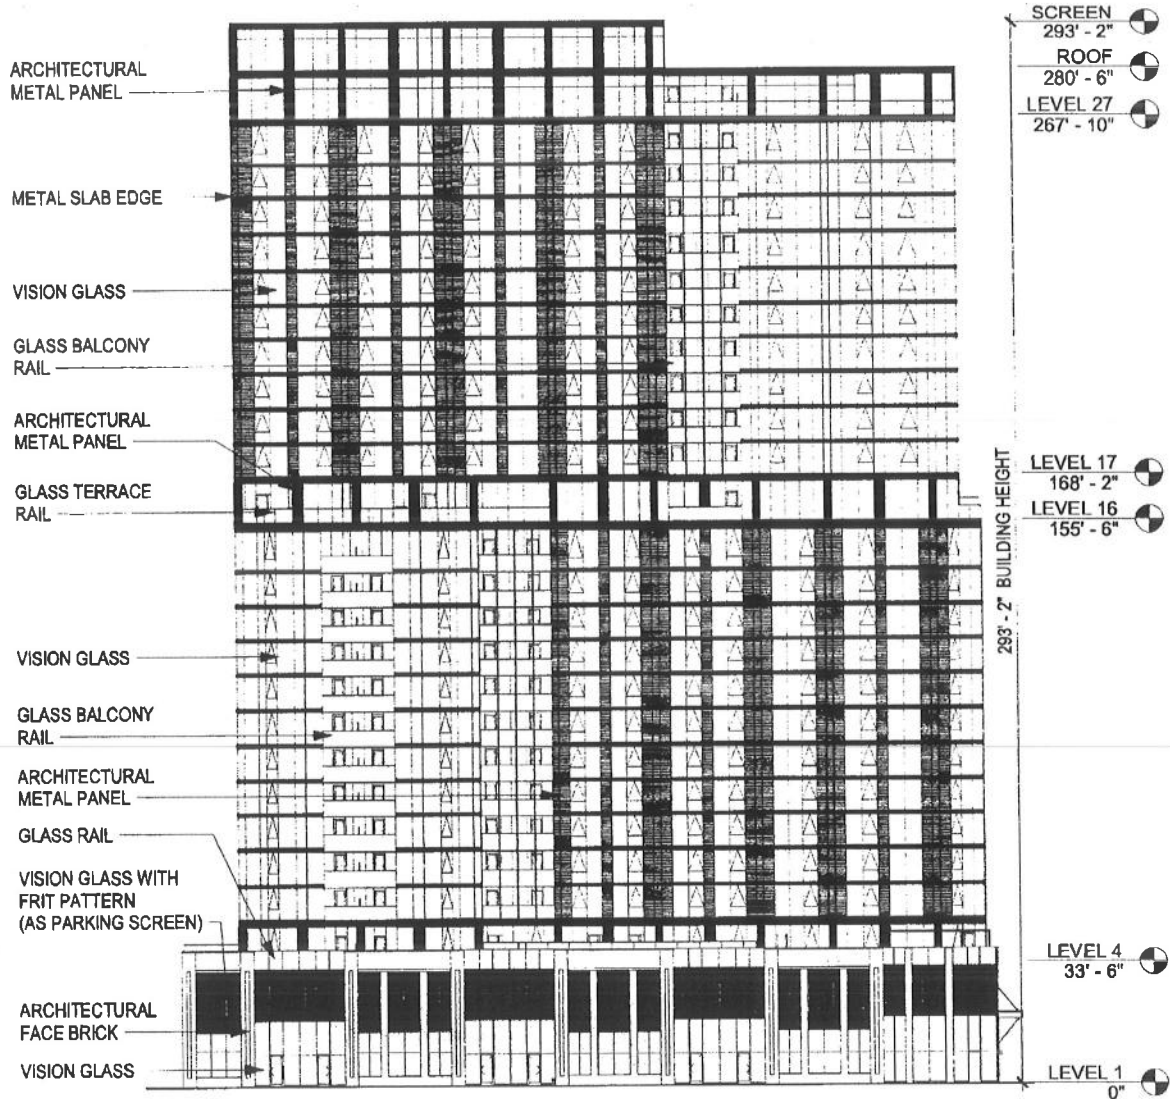 SCREEN
293' - 2"
ROOF
280' - 6"
LEVEL 27
267' - 10"
ARCHITECTURAL
METAL PANEL
METAL SLAB EDGE
VISION GLASS
GLASS BALCONY
RAIL
ARCHITECTURAL
METAL PANEL
GLASS TERRACE
RAIL
LEVEL 17
168' - 2"
LEVEL 16
155' - 6"
293' - 2" BUILDING HEIGHT
VISION GLASS
GLASS BALCONY
RAIL
ARCHITECTURAL
METAL PANEL
GLASS RAIL
VISION GLASS WITH
FRIT PATTERN
(AS PARKING SCREEN)
LEVEL 4
33' - 6"
ARCHITECTURAL
FACE BRICK
VISION GLASS
LEVEL 1
0"